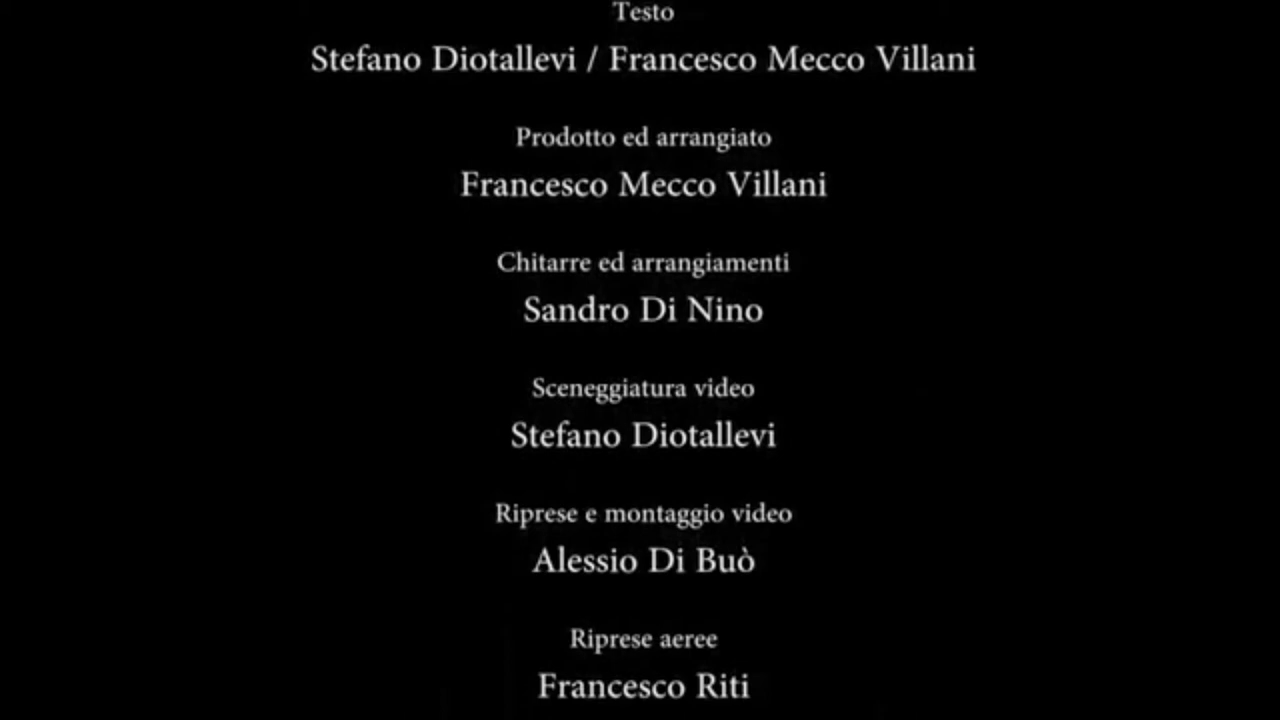 Testo
Stefano Diotallevi / Francesco Mecco Villani
Prodotto ed arrangiato
Francesco Mecco Villani
Chitarre ed arrangiamenti
Sandro Di Nino
Sceneggiatura video
Stefano Diotallevi
Riprese e montaggio video
Alessio Di Buò
Riprese aeree
Francesco Riti